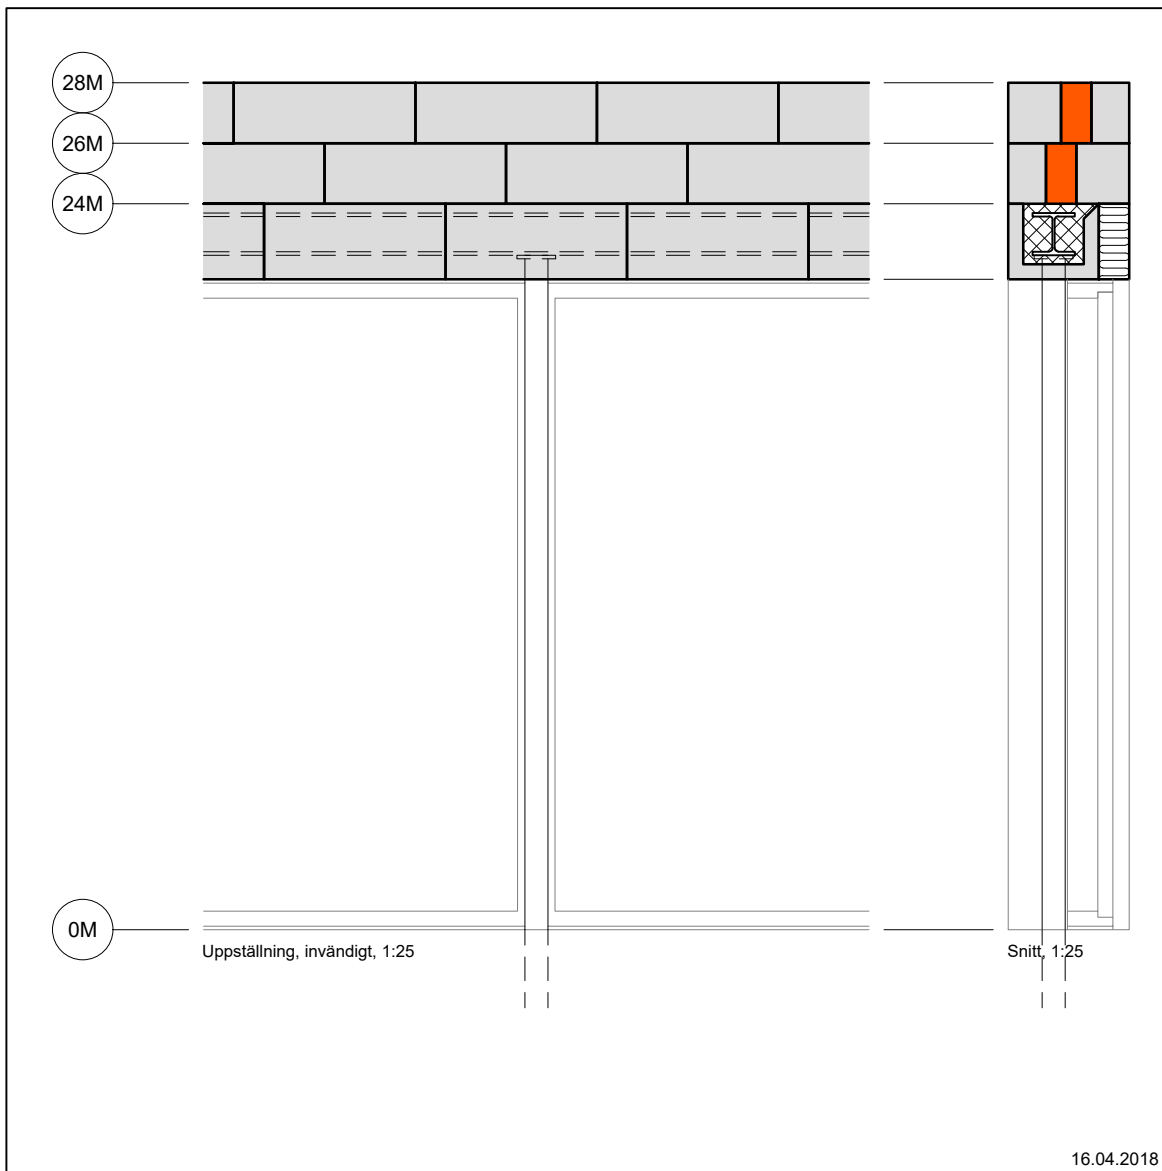 28M
26M
24M
0M
Uppställning, invändigt, 1:25
Snitt, 1:25
16.04.2018